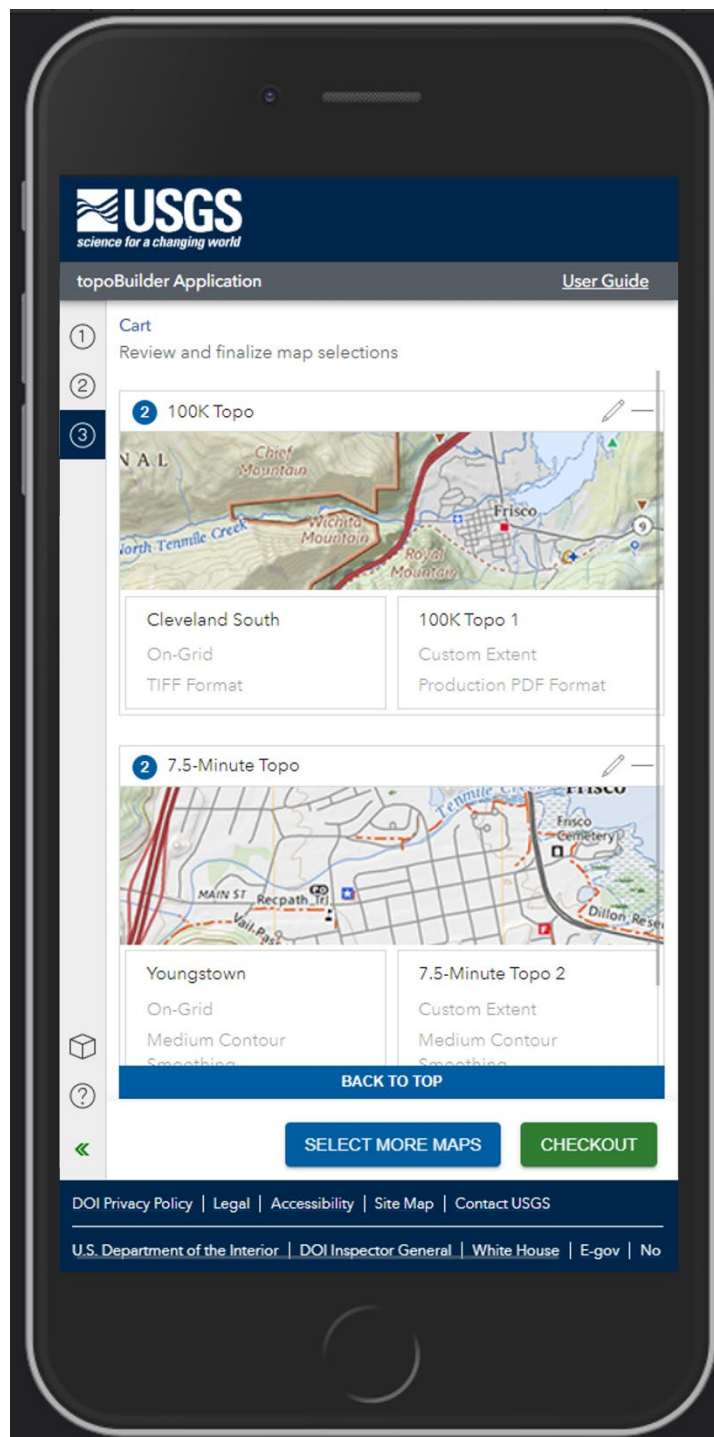 USGS
science for a changing world
topoBuilder Application User Guide
1
Cart
Review and finalize map selections
2
3
2 100K Topo
NAL
Chief
Mountain
Wichita
Mountain
North Tenmile Creek
Frisco
9
Royal
Mountain
Cleveland South
On-Grid
TIFF Format
100K Topo 1
Custom Extent
Production PDF Format
2 7.5-Minute Topo
Tenmile
FRISCO
Frisco
Cemetery
MAIN ST
Recpath Trl
Vail Pas
Dillon Rese
Youngstown
On-Grid
Medium Contour
Smoothing
7.5-Minute Topo 2
Custom Extent
Medium Contour
Smoothing
BACK TO TOP
?
SELECT MORE MAPS CHECKOUT
DOI Privacy Policy | Legal | Accessibility | Site Map | Contact USGS
U.S. Department of the Interior | DOI Inspector General | White House | E-gov | No